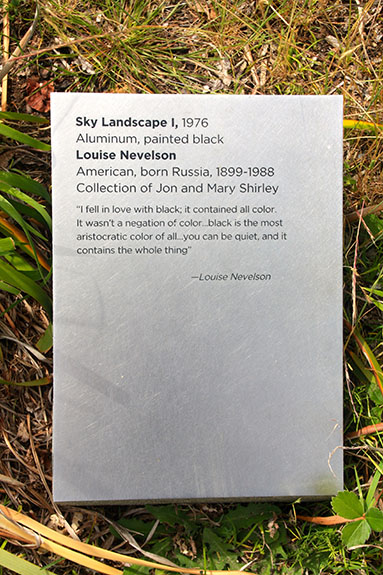 Sky Landscape I, 1976
Aluminum, painted black
Louise Nevelson
American, born Russia, 1899-1988
Collection of Jon and Mary Shirley
"I fell in love with black; it contained all color.
It wasn't a negation of color...black is the most
aristocratic color of all...you can be quiet, and it
contains the whole thing"
—Louise Nevelson